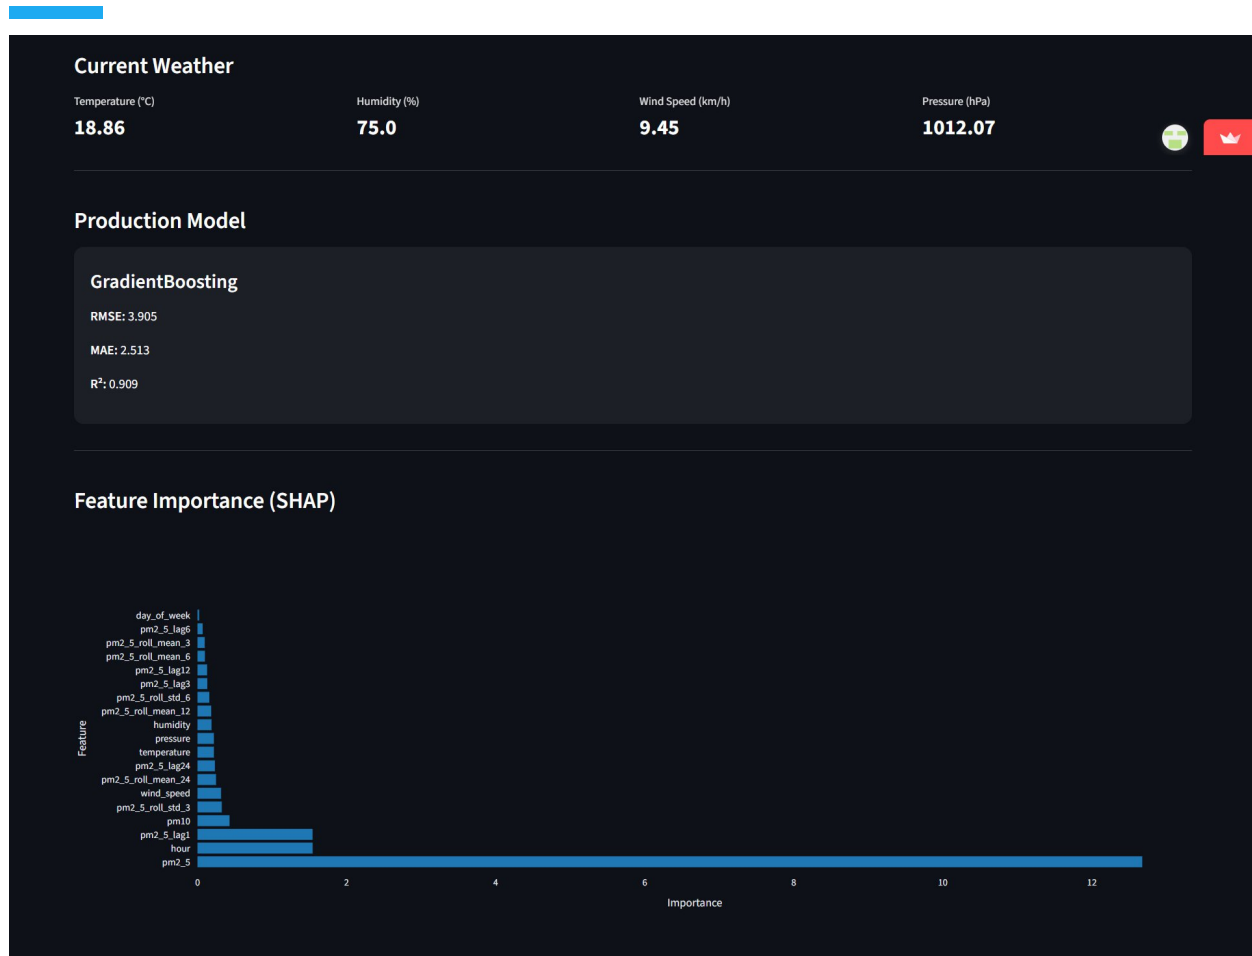 Current Weather
Temperature (°C) Humidity (%) Wind Speed (km/h) Pressure (hPa)
18.86 75.0 9.45 1012.07
Production Model
GradientBoosting
RMSE: 3.905
MAE: 2.513
R²: 0.909
Feature Importance (SHAP)
day_of_week
pm2_5_lag6
pm2_5_roll_mean_3
pm2_5_roll_mean_6
pm2_5_lag12
pm2_5_lag3
pm2_5_roll_std_6
pm2_5_roll_mean_12
humidity
pressure
temperature
pm2_5_lag24
pm2_5_roll_mean_24
wind_speed
pm2_5_roll_std_3
pm10
pm2_5_lag1
hour
pm2_5
Feature
0 2 4 6 8 10 12
Importance